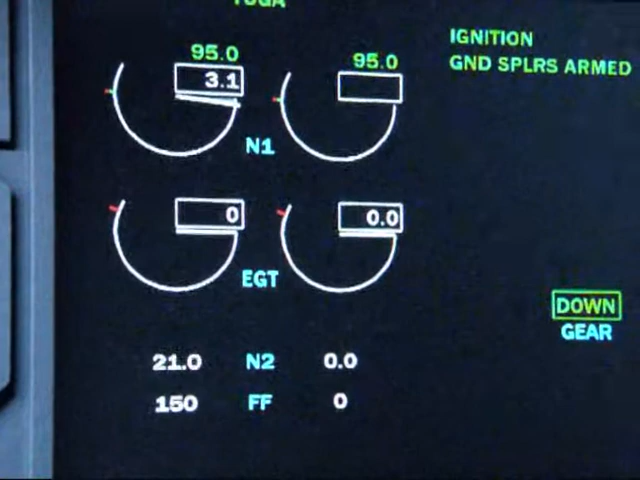 TOGA
IGNITION
GND SPLRS ARMED
95.0 95.0
3.1
N1
0 0.0
EGT
DOWN
GEAR
21.0 N2 0.0
150 FF 0